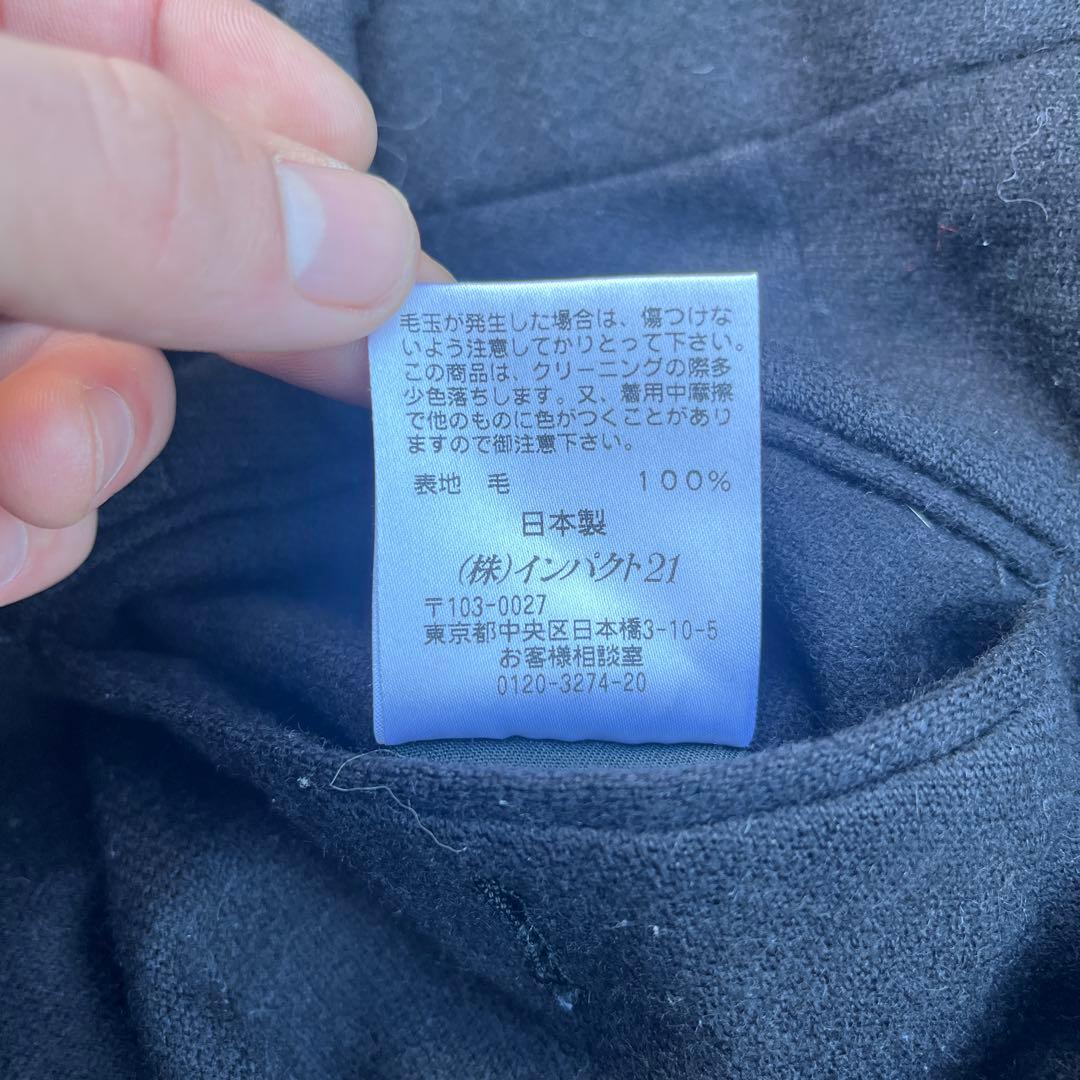 毛玉が発生した場合は、傷つけな
いよう注意してかりとって下さい。
この商品は、クリーニングの際多
少色落ちします。又、着用中摩擦
で他のものに色がつくことがあり
ますので御注意下さい。
表地　毛　　　　　100%
日本製
(株)インパクト21
〒103-0027
東京都中央区日本橋3-10-5
お客様相談室
0120-3274-20